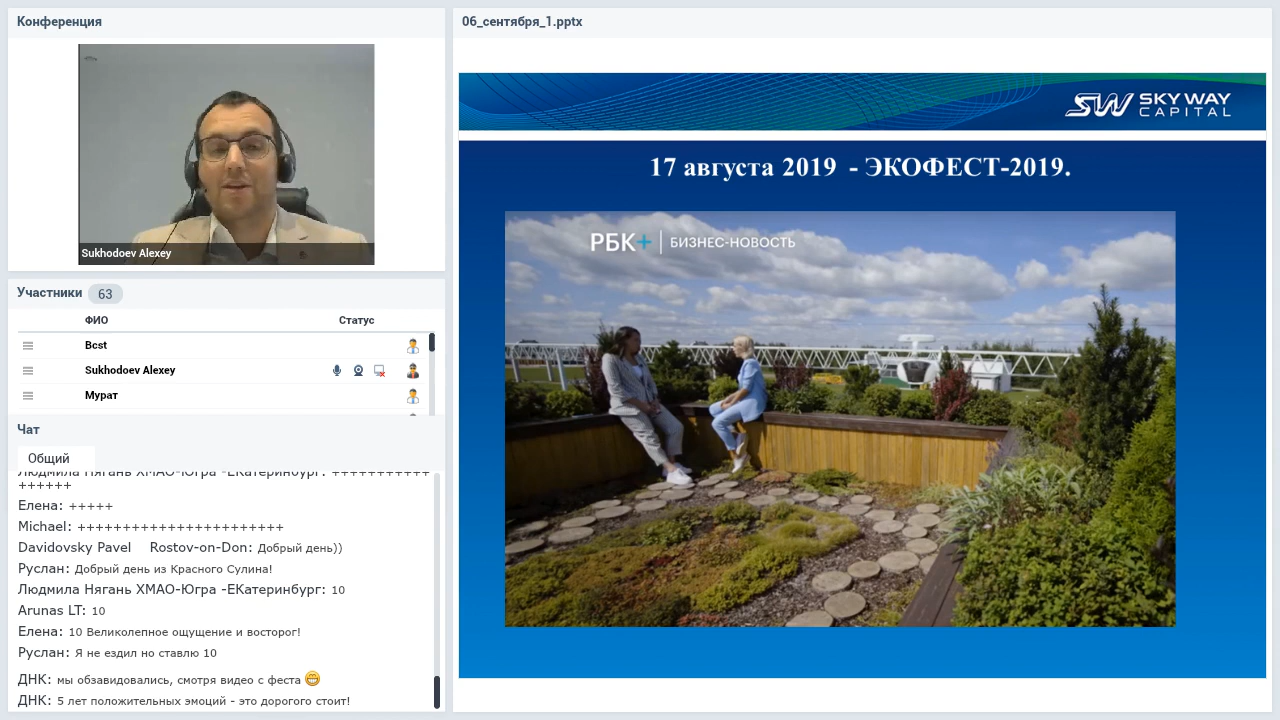 Конференция
Sukhodoev Alexey
Участники 63
ФИО Статус
Bcst
Sukhodoev Alexey
Мурат
Чат
Общий
Людмила Нягань ХМАО-Югра -ЕКатеринбург: +++++++++++
++++++
Елена: +++++
Michael: +++++++++++++++++++++++
Davidovsky Pavel Rostov-on-Don: Добрый день))
Руслан: Добрый день из Красного Сулина!
Людмила Нягань ХМАО-Югра -ЕКатеринбург: 10
Arunas LT: 10
Елена: 10 Великолепное ощущение и восторог!
Руслан: Я не ездил но ставлю 10
ДНК: мы обзавидовались, смотря видео с феста 😁
ДНК: 5 лет положительных эмоций - это дорогого стоит!
06_сентября_1.pptx
SW SKY WAY
CAPITAL
17 августа 2019 - ЭКОФЕСТ-2019.
РБК+ | БИЗНЕС-НОВОСТЬ